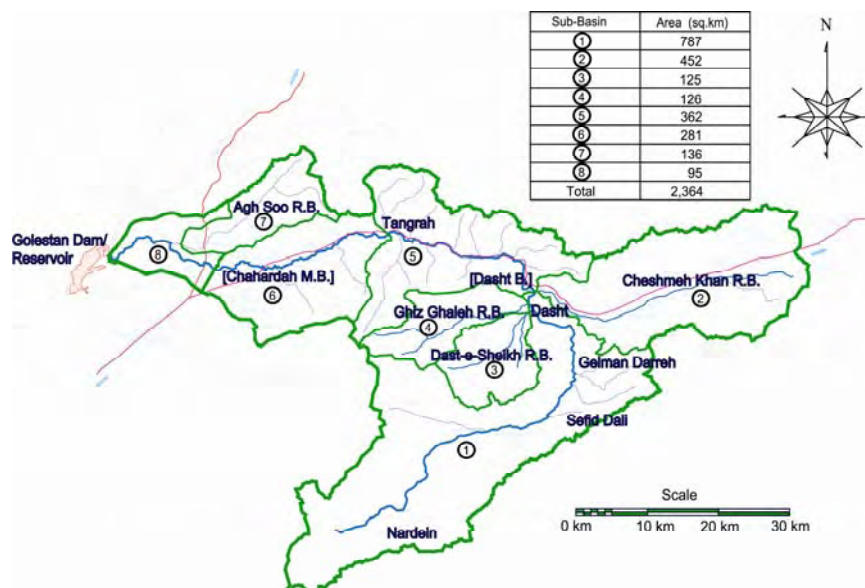 Sub-Basin Area (sq.km)
1 787
2 452
3 125
4 126
5 362
6 281
7 136
8 95
Total 2,364
N
Agh Soo R.B.
7
Tangrah
Golestan Dam/
Reservoir
8
5
[Chahardah M.B.]
[Dasht B.]
Cheshmeh Khan R.B.
6
2
Ghiz Ghaleh R.B.
Dasht
4
Dast-e-Sheikh R.B.
3
Gelman Darreh
Sefid Dali
1
Nardein
Scale
0 km 10 km 20 km 30 km